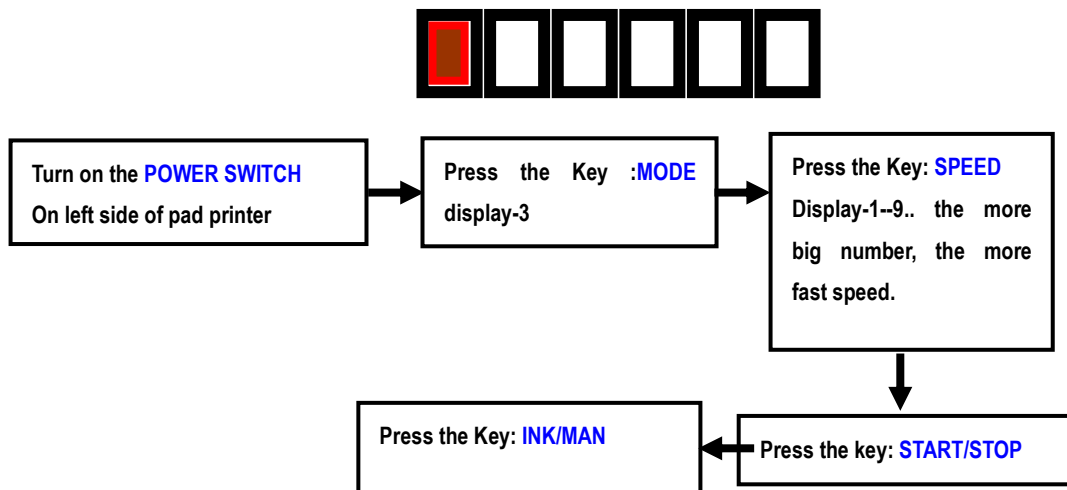 Turn on the POWER SWITCH
On left side of pad printer
Press the Key :MODE
display-3
Press the Key: SPEED
Display-1--9.. the more
big number, the more
fast speed.
Press the key: START/STOP
Press the Key: INK/MAN